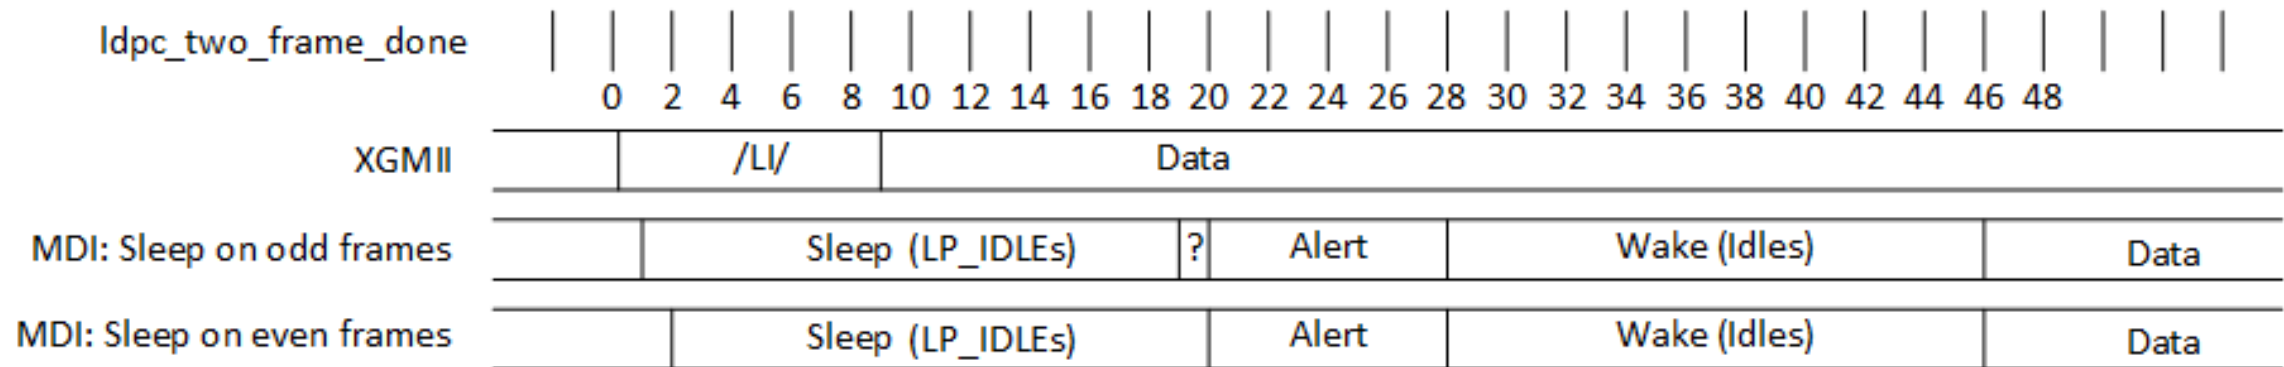 ldpc_two_frame_done
0 2 4 6 8 10 12 14 16 18 20 22 24 26 28 30 32 34 36 38 40 42 44 46 48
XGMII /LI/ Data
MDI: Sleep on odd frames Sleep (LP_IDLEs) ? Alert Wake (Idles) Data
MDI: Sleep on even frames Sleep (LP_IDLEs) Alert Wake (Idles) Data